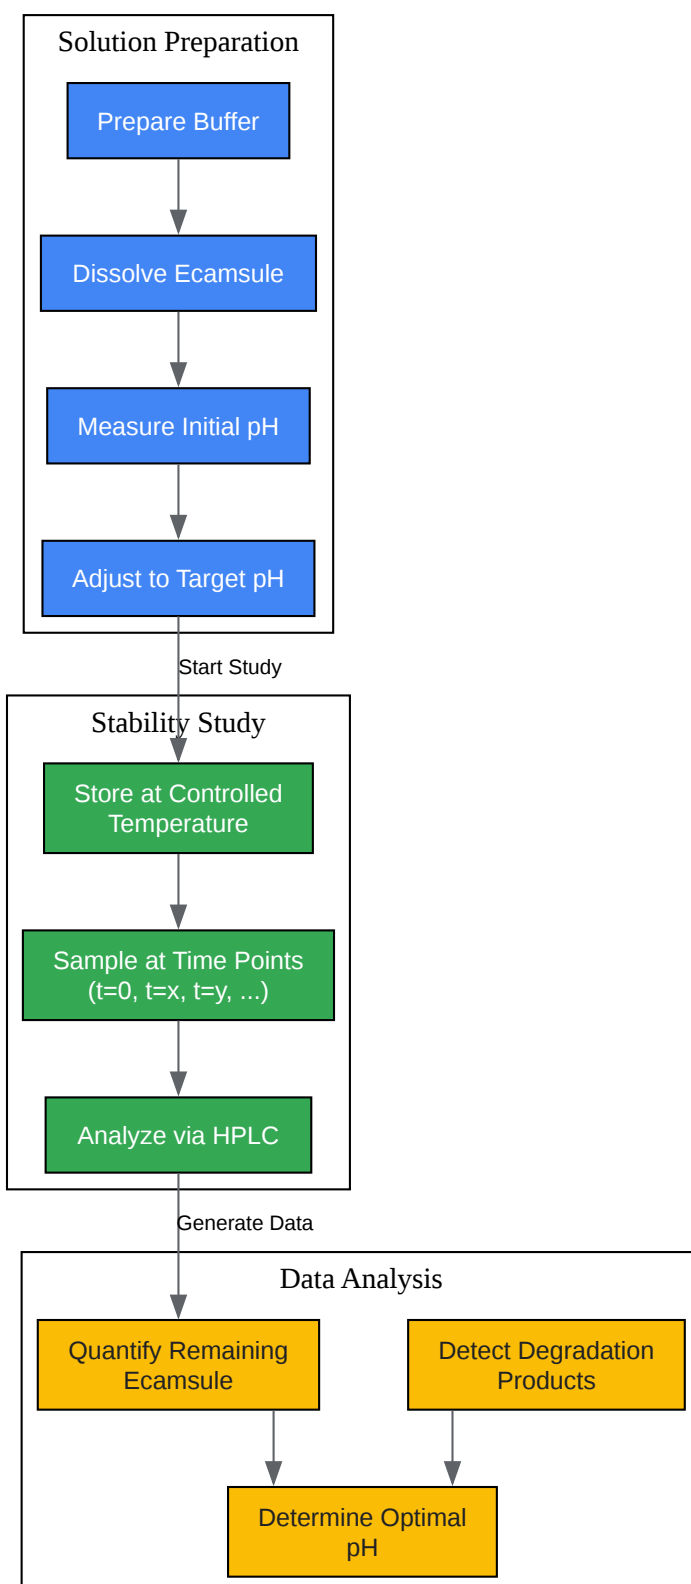 Solution Preparation
Prepare Buffer
Dissolve Ecamsule
Measure Initial pH
Adjust to Target pH
Start Study
Stability Study
Store at Controlled
Temperature
Sample at Time Points
(t=0, t=x, t=y, ...)
Analyze via HPLC
Generate Data
Data Analysis
Quantify Remaining
Ecamsule
Detect Degradation
Products
Determine Optimal
pH